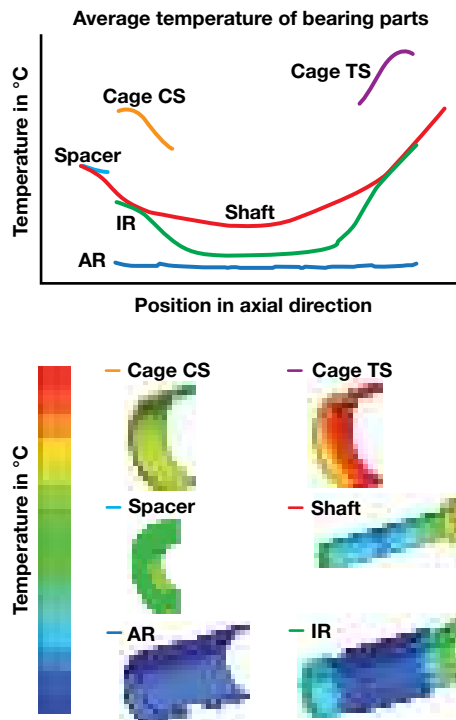 Average temperature of bearing parts
Temperature in °C
Cage CS
Cage TS
Spacer
IR
Shaft
AR
Position in axial direction
Temperature in °C
Cage CS
Cage TS
Spacer
Shaft
AR
IR